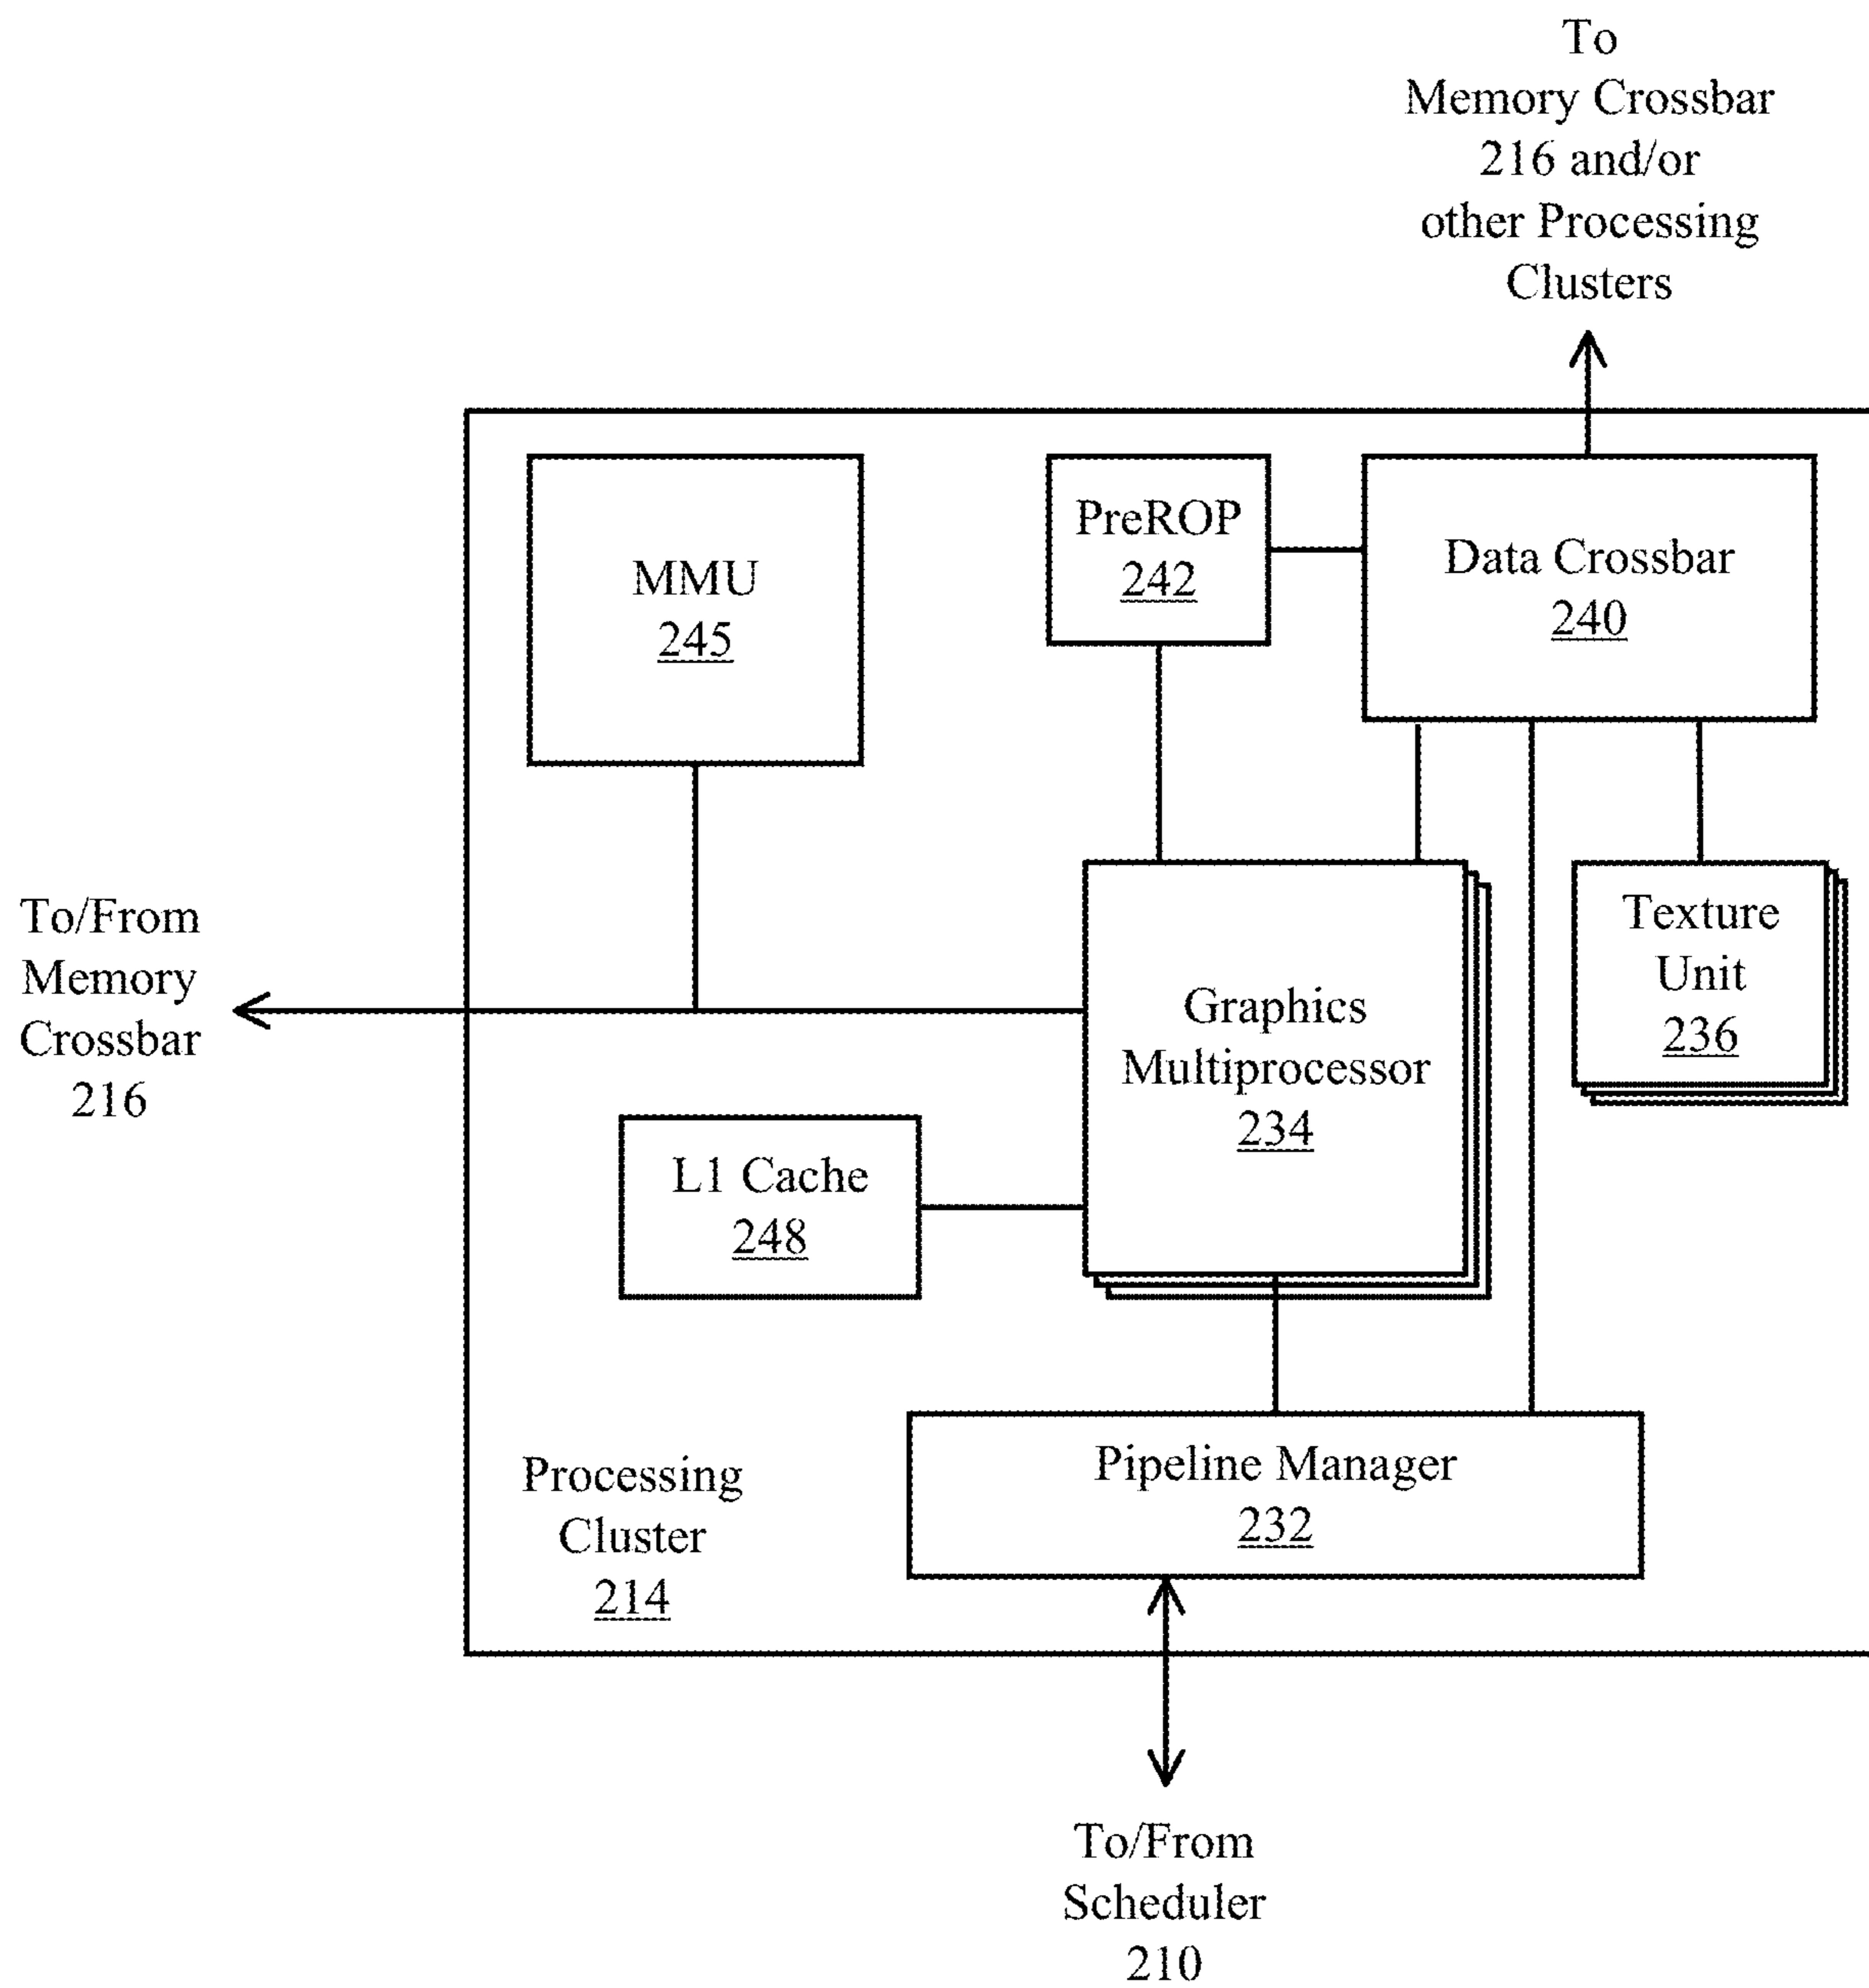 To
Memory Crossbar
216 and/or
other Processing
Clusters
MMU
245
PreROP
242
Data Crossbar
240
To/From
Memory
Crossbar
216
Graphics
Multiprocessor
234
Texture
Unit
236
L1 Cache
248
Processing
Cluster
214
Pipeline Manager
232
To/From
Scheduler
210